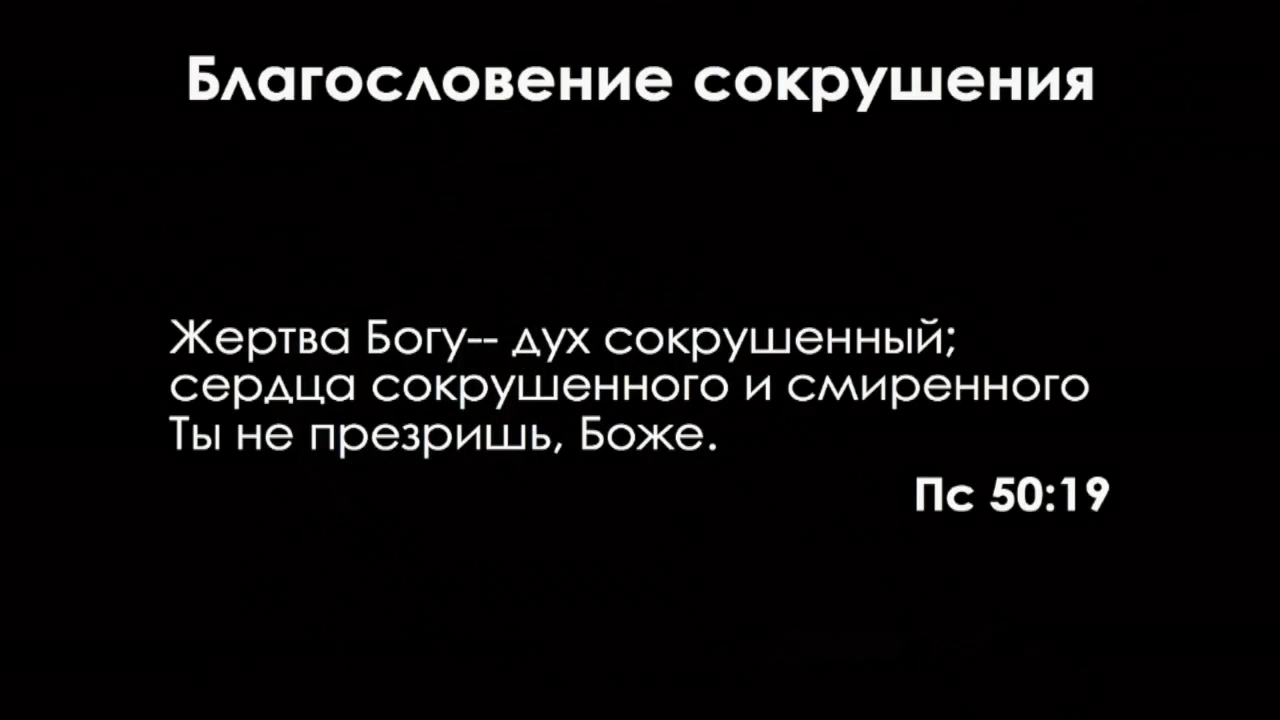 Благословение сокрушения
Жертва Богу-- дух сокрушенный;
сердца сокрушенного и смиренного
Ты не презришь, Боже.
Пс 50:19